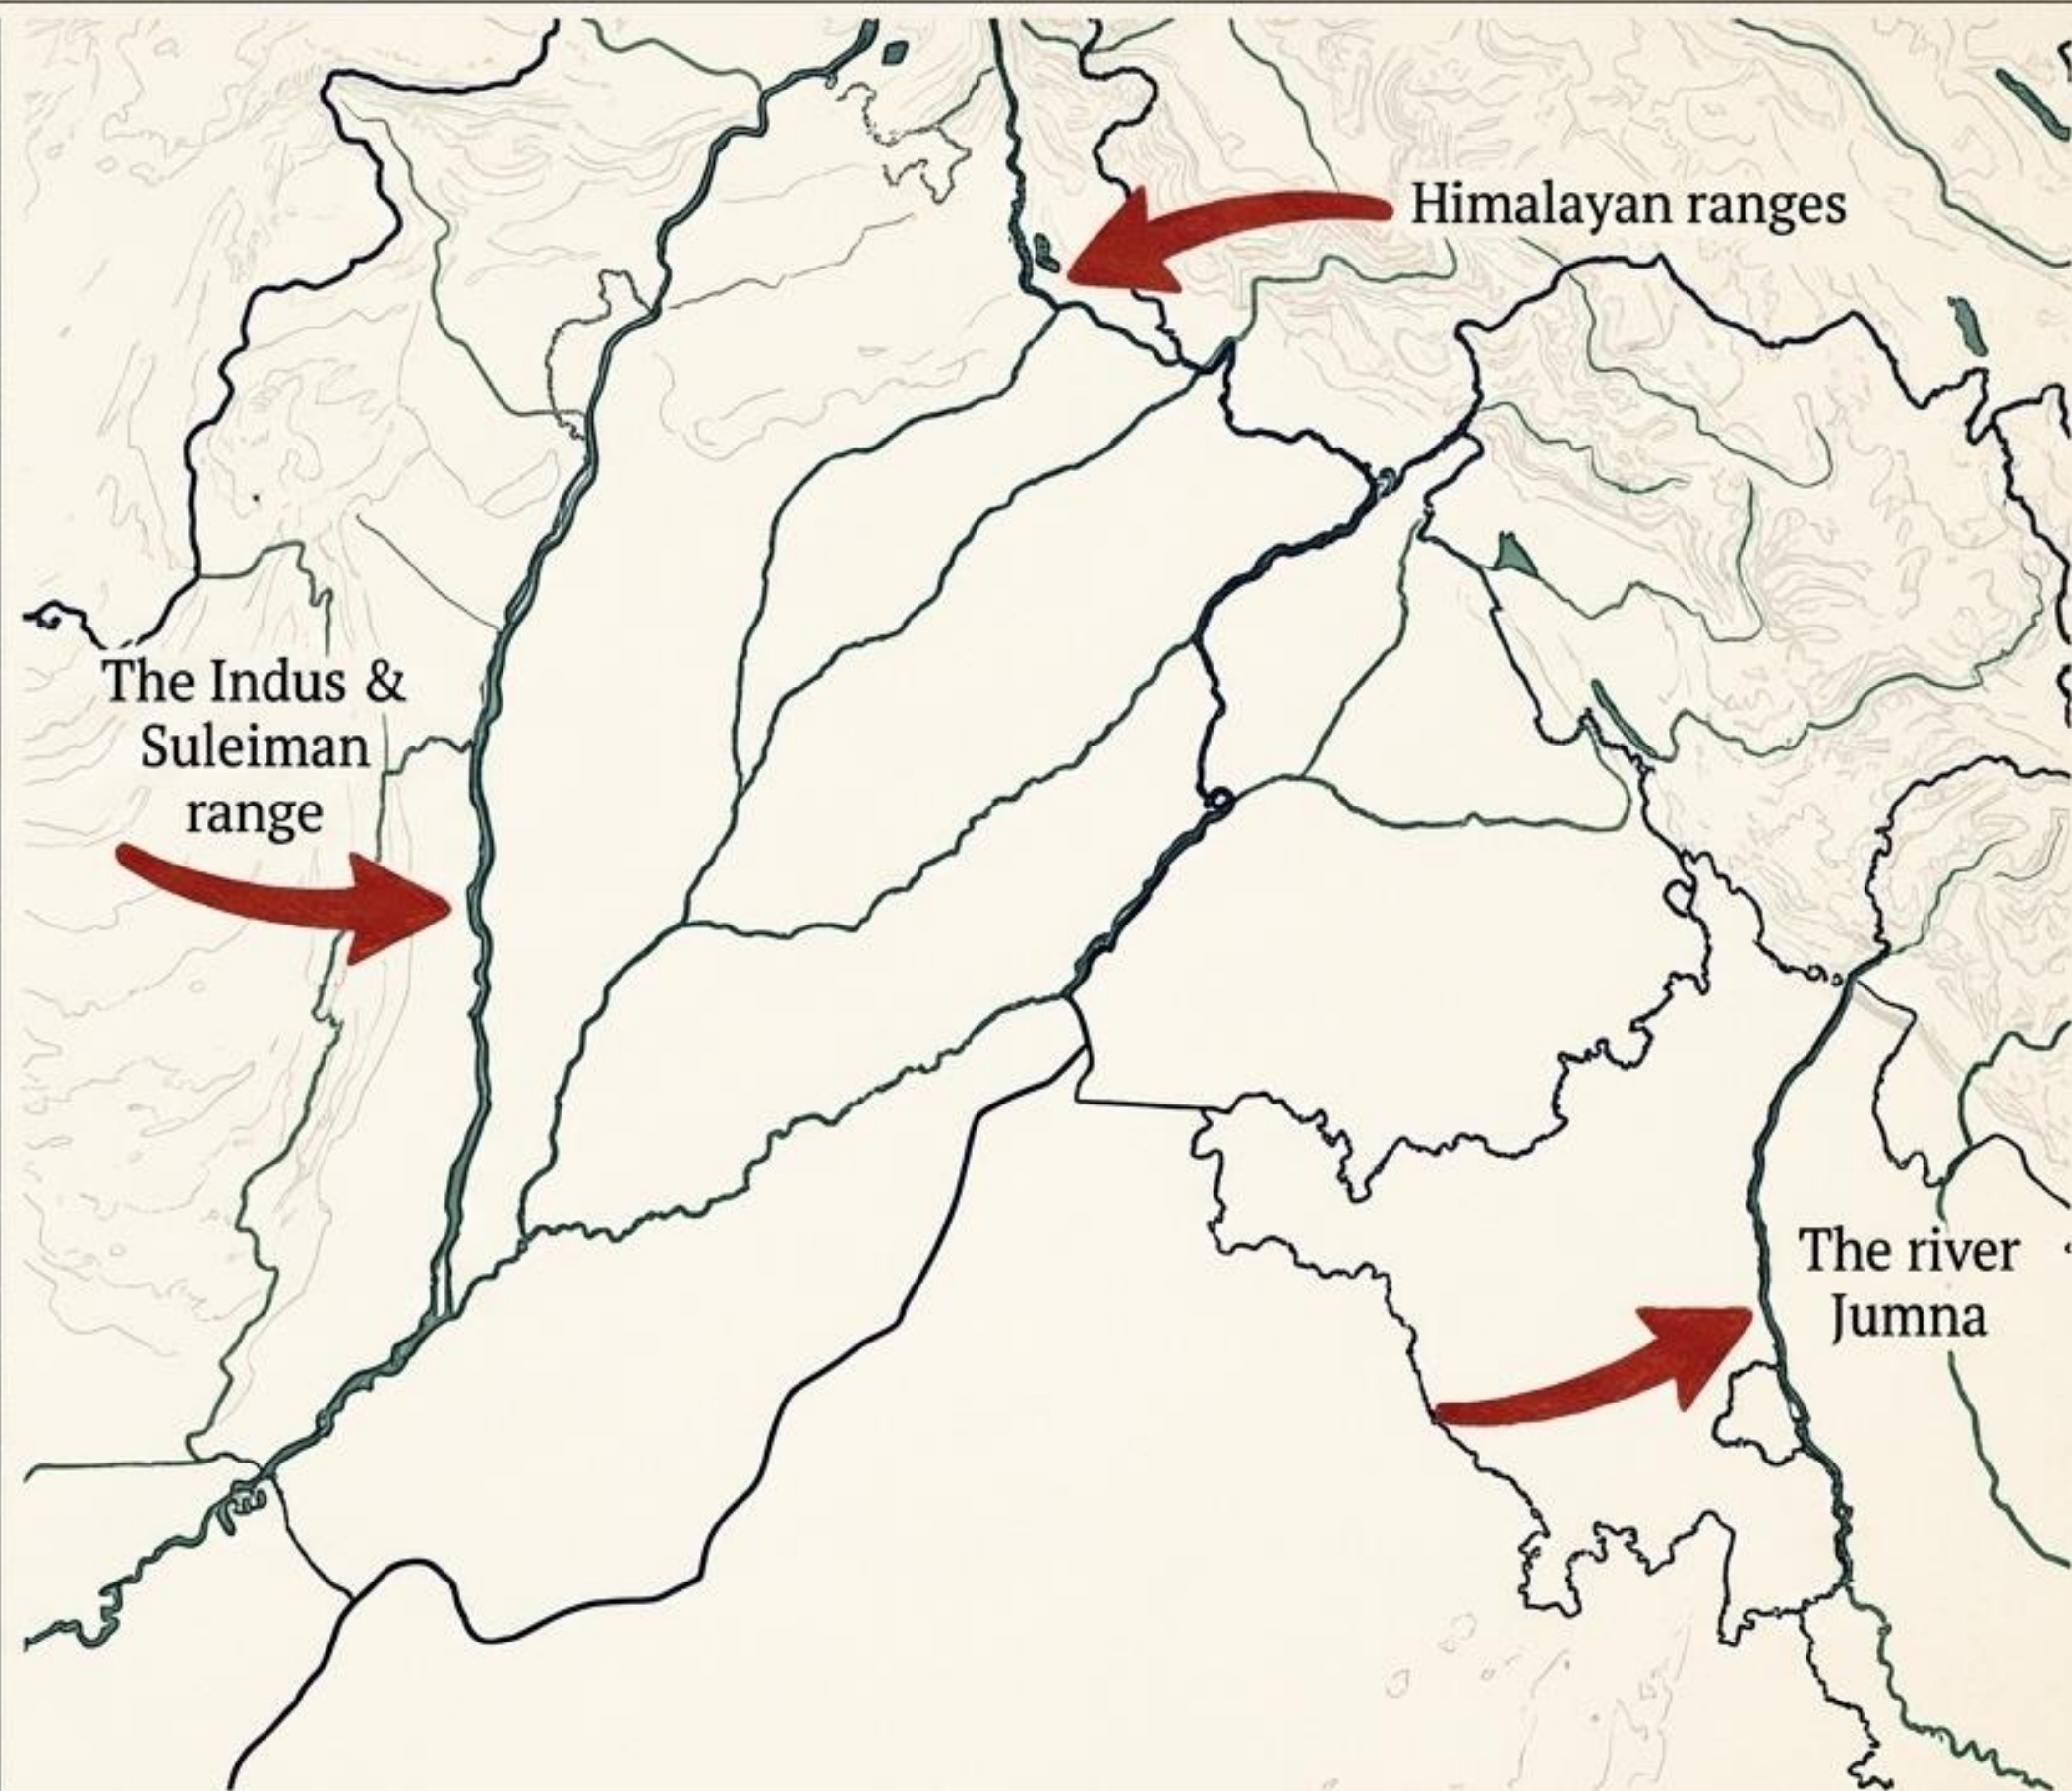 Himalayan ranges
The Indus &
Suleiman
range
The river
Jumna